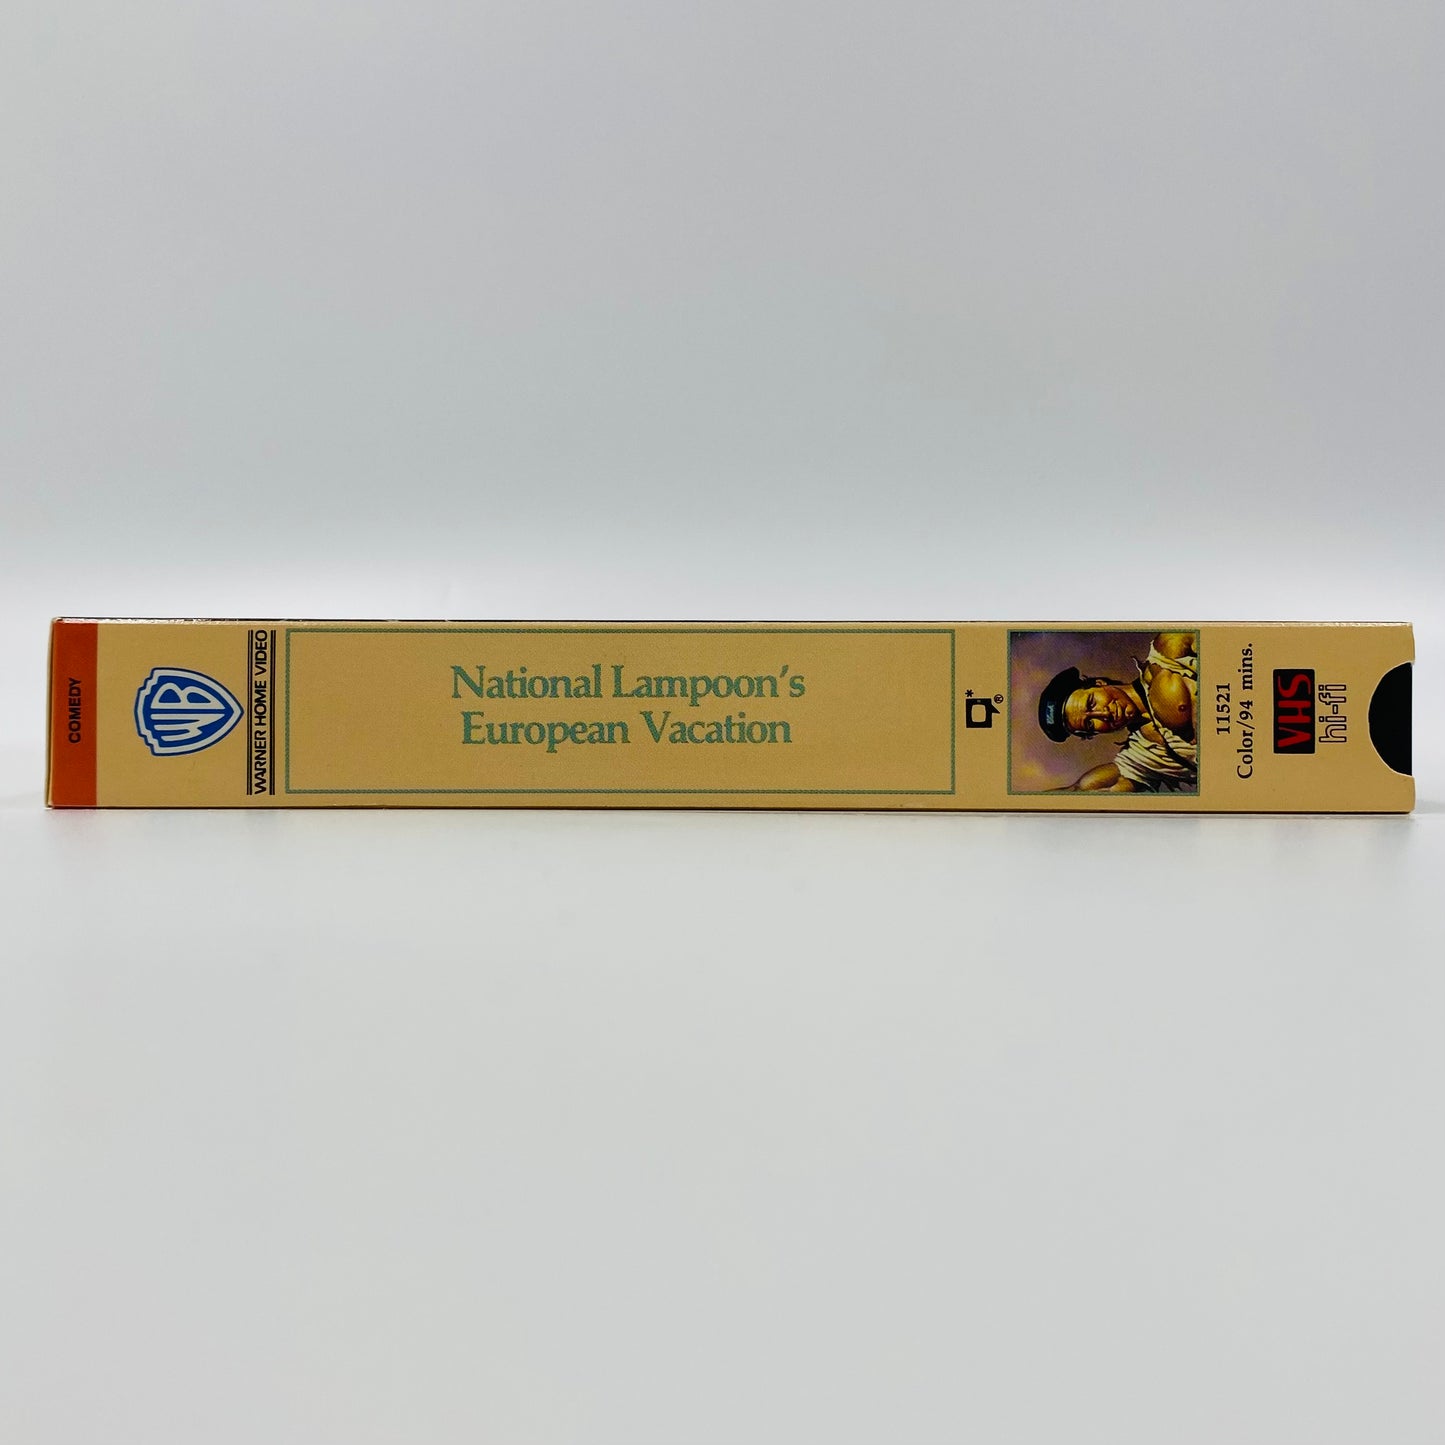 COMEDY
WB
WARNER HOME VIDEO
National Lampoon's
European Vacation
*
®
11521
Color/94 mins.
VHS
hi-fi